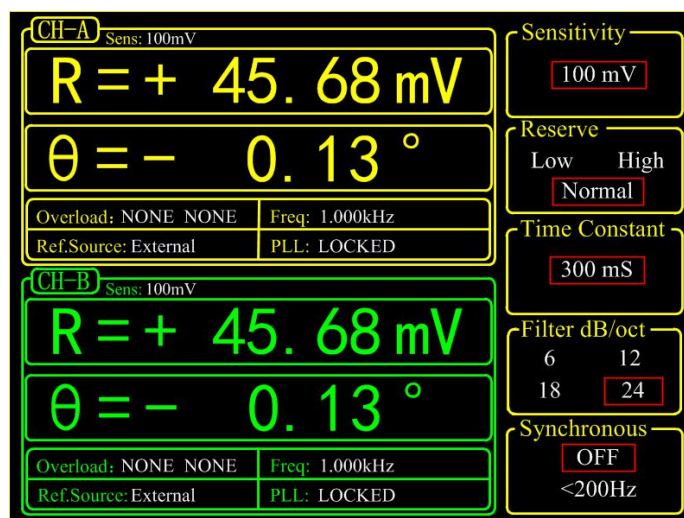 CH-A Sens: 100mV
R=+ 45.68 mV
θ=- 0.13 °
Overload: NONE NONE Freq: 1.000kHz
Ref.Source: External PLL: LOCKED
CH-B Sens: 100mV
R=+ 45.68 mV
θ=- 0.13 °
Overload: NONE NONE Freq: 1.000kHz
Ref.Source: External PLL: LOCKED
Sensitivity
100 mV
Reserve
Low High
Normal
Time Constant
300 mS
Filter dB/oct
6 12
18 24
Synchronous
OFF
<200Hz